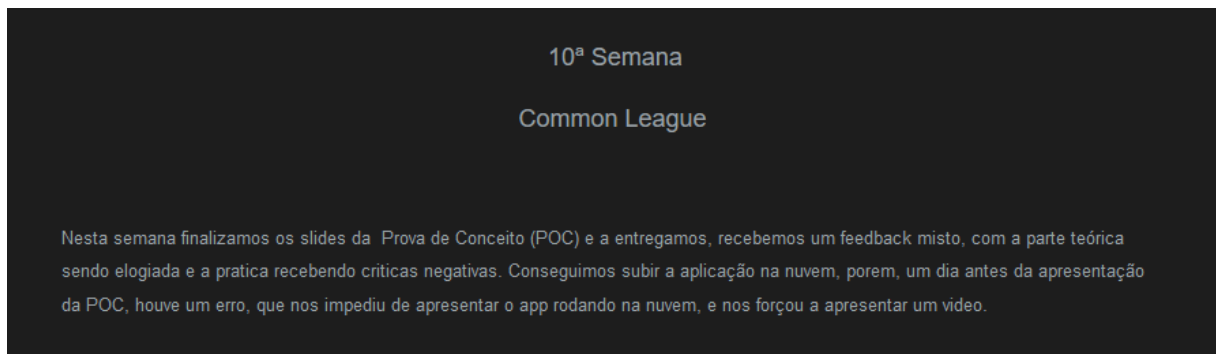 10ª Semana
Common League
Nesta semana finalizamos os slides da  Prova de Conceito (POC) e a entregamos, recebemos um feedback misto, com a parte teórica
sendo elogiada e a pratica recebendo criticas negativas. Conseguimos subir a aplicação na nuvem, porem, um dia antes da apresentação
da POC, houve um erro, que nos impediu de apresentar o app rodando na nuvem, e nos forçou a apresentar um video.